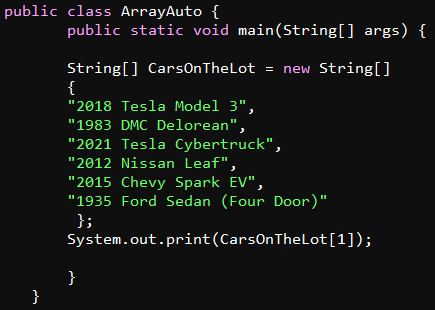 public class ArrayAuto {
public static void main(String[] args) {
String[] CarsOnTheLot = new String[]
{
"2018 Tesla Model 3",
"1983 DMC Delorean",
"2021 Tesla Cybertruck",
"2012 Nissan Leaf",
"2015 Chevy Spark EV",
"1935 Ford Sedan (Four Door)"
};
System.out.print(CarsOnTheLot[1]);
}
}